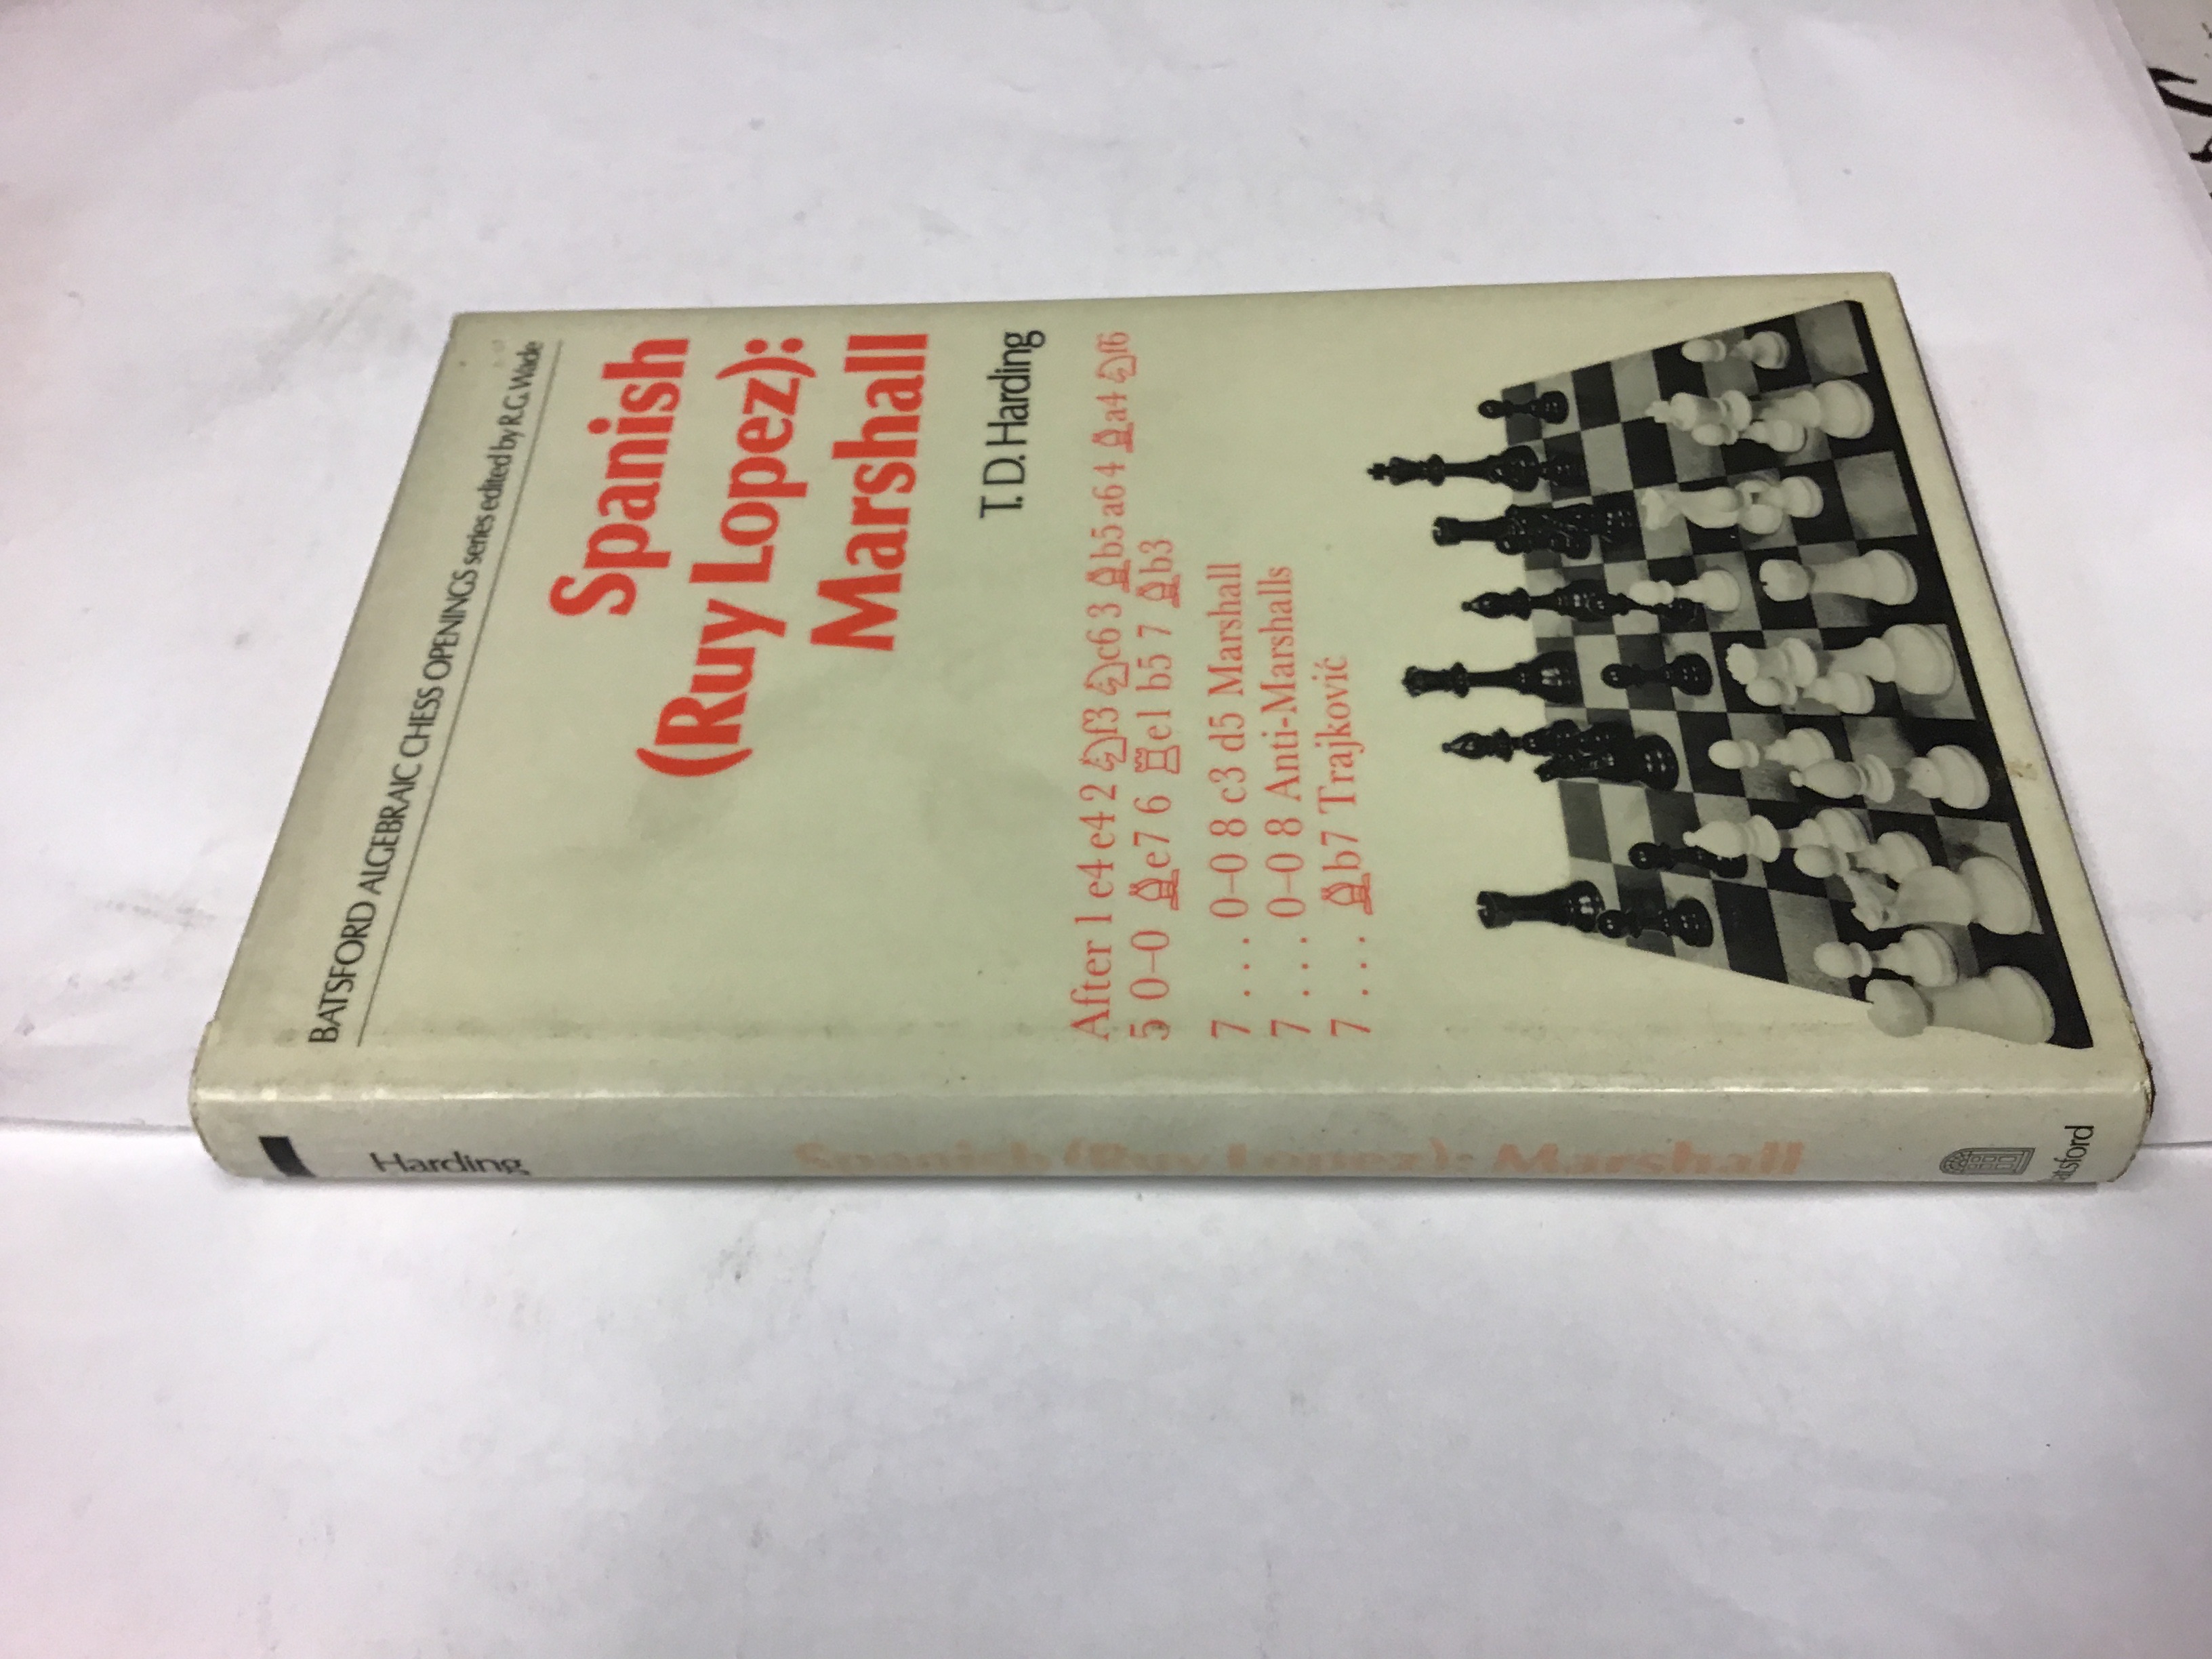 BATSFORD ALGEBRAIC CHESS OPENINGS series edited by R.G. Wade
Spanish
(Ruy Lopez):
Marshall
T. D. Harding
After 1 e4 e4 2 ♘f3 ♘c6 3 ♗b5 a6 4 ♗a4 ♘f6
5 0–0 ♗e7 6 ♖e1 b5 7 ♗b3
7 . . . . 0–0 8 c3 d5 Marshall
7 . . . . 0–0 8 Anti-Marshalls
7 . . . . ♗b7 Trajković
Harding
Spanish (Ruy Lopez): Marshall
Batsford